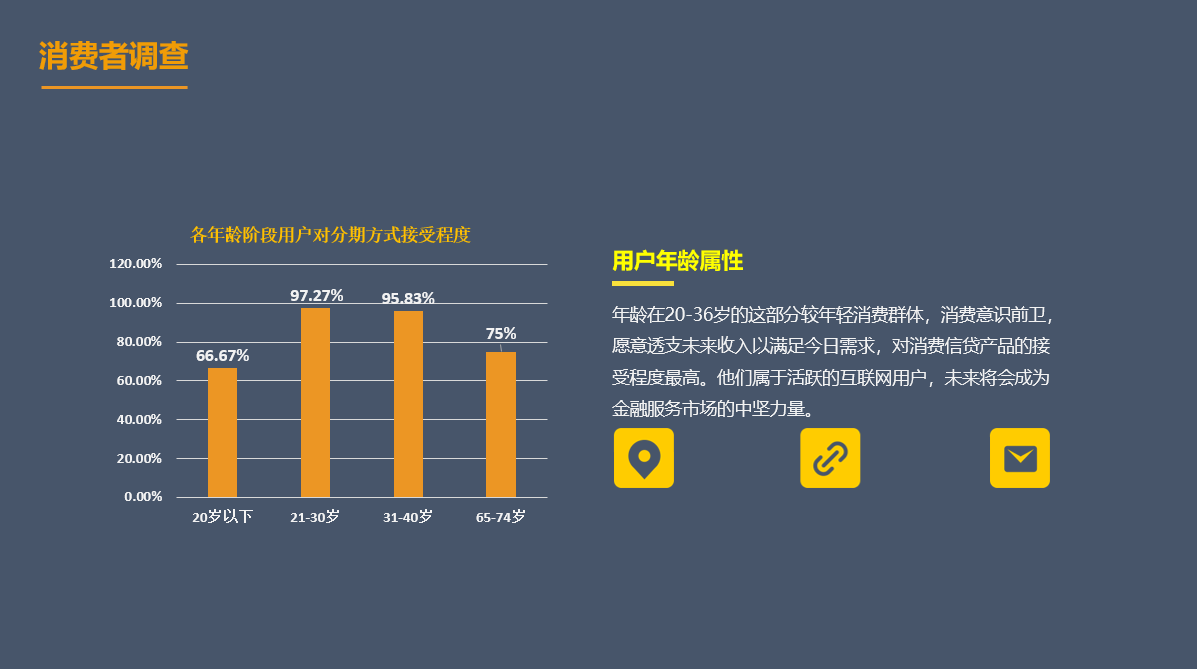 消费者调查
各年龄阶段用户对分期方式接受程度
120.00%
100.00%
80.00%
60.00%
40.00%
20.00%
0.00%
66.67%
97.27%
95.83%
75%
20岁以下
21-30岁
31-40岁
65-74岁
用户年龄属性
年龄在20-36岁的这部分较年轻消费群体，消费意识前卫，
愿意透支未来收入以满足今日需求，对消费信贷产品的接
受程度最高。他们属于活跃的互联网用户，未来将会成为
金融服务市场的中坚力量。